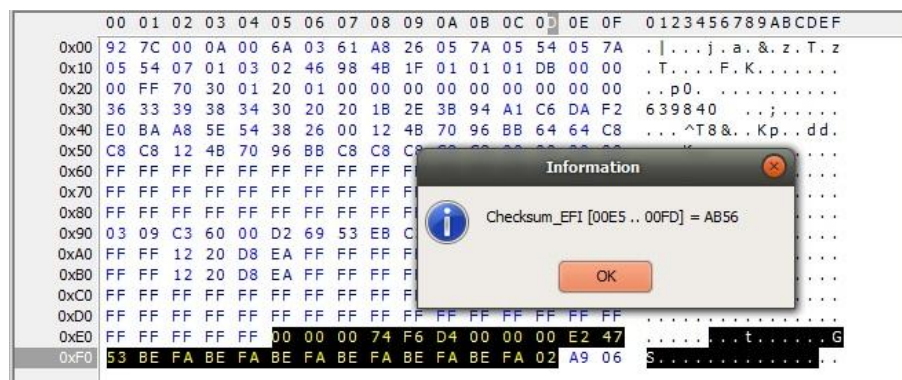 00 01 02 03 04 05 06 07 08 09 0A 0B 0C 0D 0E 0F 0123456789ABCDEF
0x00 92 7C 00 0A 00 6A 03 61 A8 26 05 7A 05 54 05 7A .|...j.a.&.z.T.z
0x10 05 54 07 01 03 02 46 98 4B 1F 01 01 01 DB 00 00 .T....F.K.......
0x20 00 FF 70 30 01 20 01 00 00 00 00 00 00 00 00 00 ..p0. ..........
0x30 36 33 39 38 34 30 20 20 1B 2E 3B 94 A1 C6 DA F2 639840 ..;.....
0x40 E0 BA A8 5E 54 38 26 00 12 4B 70 96 BB 64 64 C8 ...^T8&..Kp..dd.
0x50 C8 C8 12 4B 70 96 BB C8 C8
0x60 FF FF FF FF FF FF FF FF FF
0x70 FF FF FF FF FF FF FF FF FF
0x80 FF FF FF FF FF FF FF FF FF
0x90 03 09 C3 60 00 D2 69 53 EB
0xA0 FF FF 12 20 D8 EA FF FF FF
0xB0 FF FF 12 20 D8 EA FF FF FF
0xC0 FF FF FF FF FF FF FF FF FF
0xD0 FF FF FF FF FF FF FF FF FF FF FF FF FF FF FF FF ................
0xE0 FF FF FF FF FF 00 00 00 74 F6 D4 00 00 00 E2 47 ........t......G
0xF0 53 BE FA BE FA BE FA BE FA BE FA BE FA 02 A9 06 S...............
Information
Checksum_EFI [00E5 .. 00FD] = AB56
OK